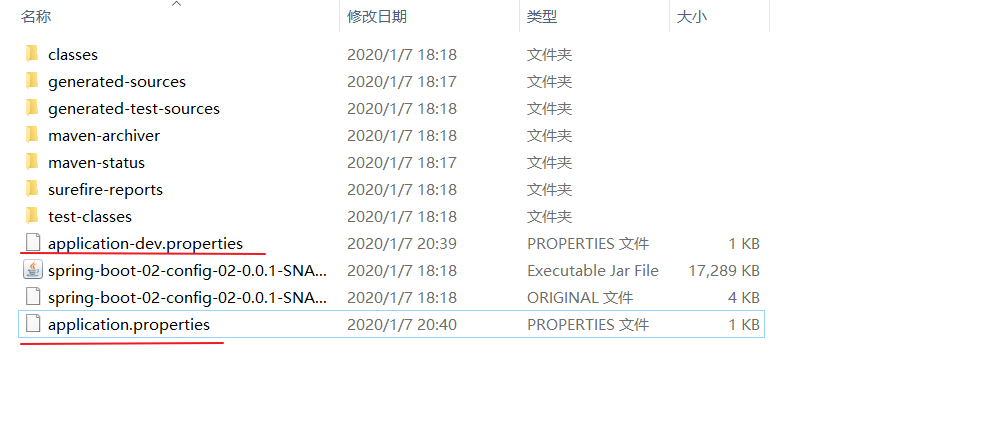 名称 修改日期 类型 大小
classes 2020/1/7 18:18 文件夹
generated-sources 2020/1/7 18:17 文件夹
generated-test-sources 2020/1/7 18:18 文件夹
maven-archiver 2020/1/7 18:18 文件夹
maven-status 2020/1/7 18:17 文件夹
surefire-reports 2020/1/7 18:18 文件夹
test-classes 2020/1/7 18:18 文件夹
application-dev.properties 2020/1/7 20:39 PROPERTIES 文件 1 KB
spring-boot-02-config-02-0.0.1-SNA... 2020/1/7 18:18 Executable Jar File 17,289 KB
spring-boot-02-config-02-0.0.1-SNA... 2020/1/7 18:18 ORIGINAL 文件 4 KB
application.properties 2020/1/7 20:40 PROPERTIES 文件 1 KB